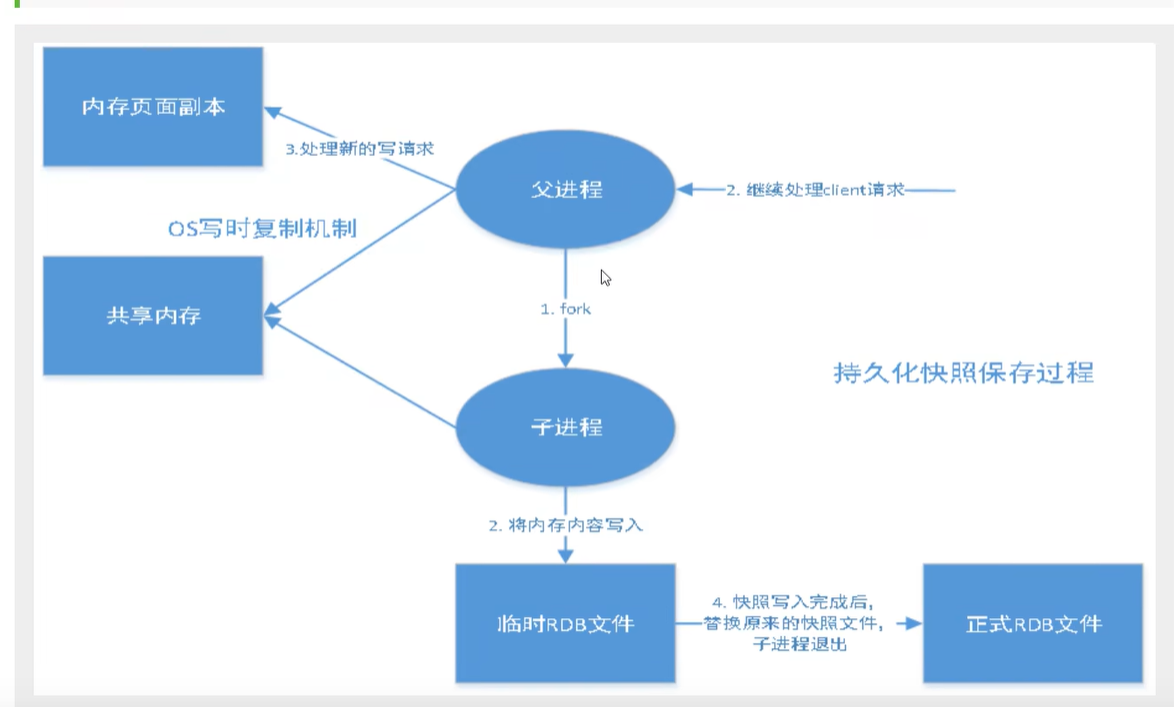 内存页面副本
3.处理新的写请求
父进程
2. 继续处理client请求
OS写时复制机制
共享内存
1. fork
持久化快照保存过程
子进程
2. 将内存内容写入
临时RDB文件
4. 快照写入完成后,
替换原来的快照文件,
子进程退出
正式RDB文件